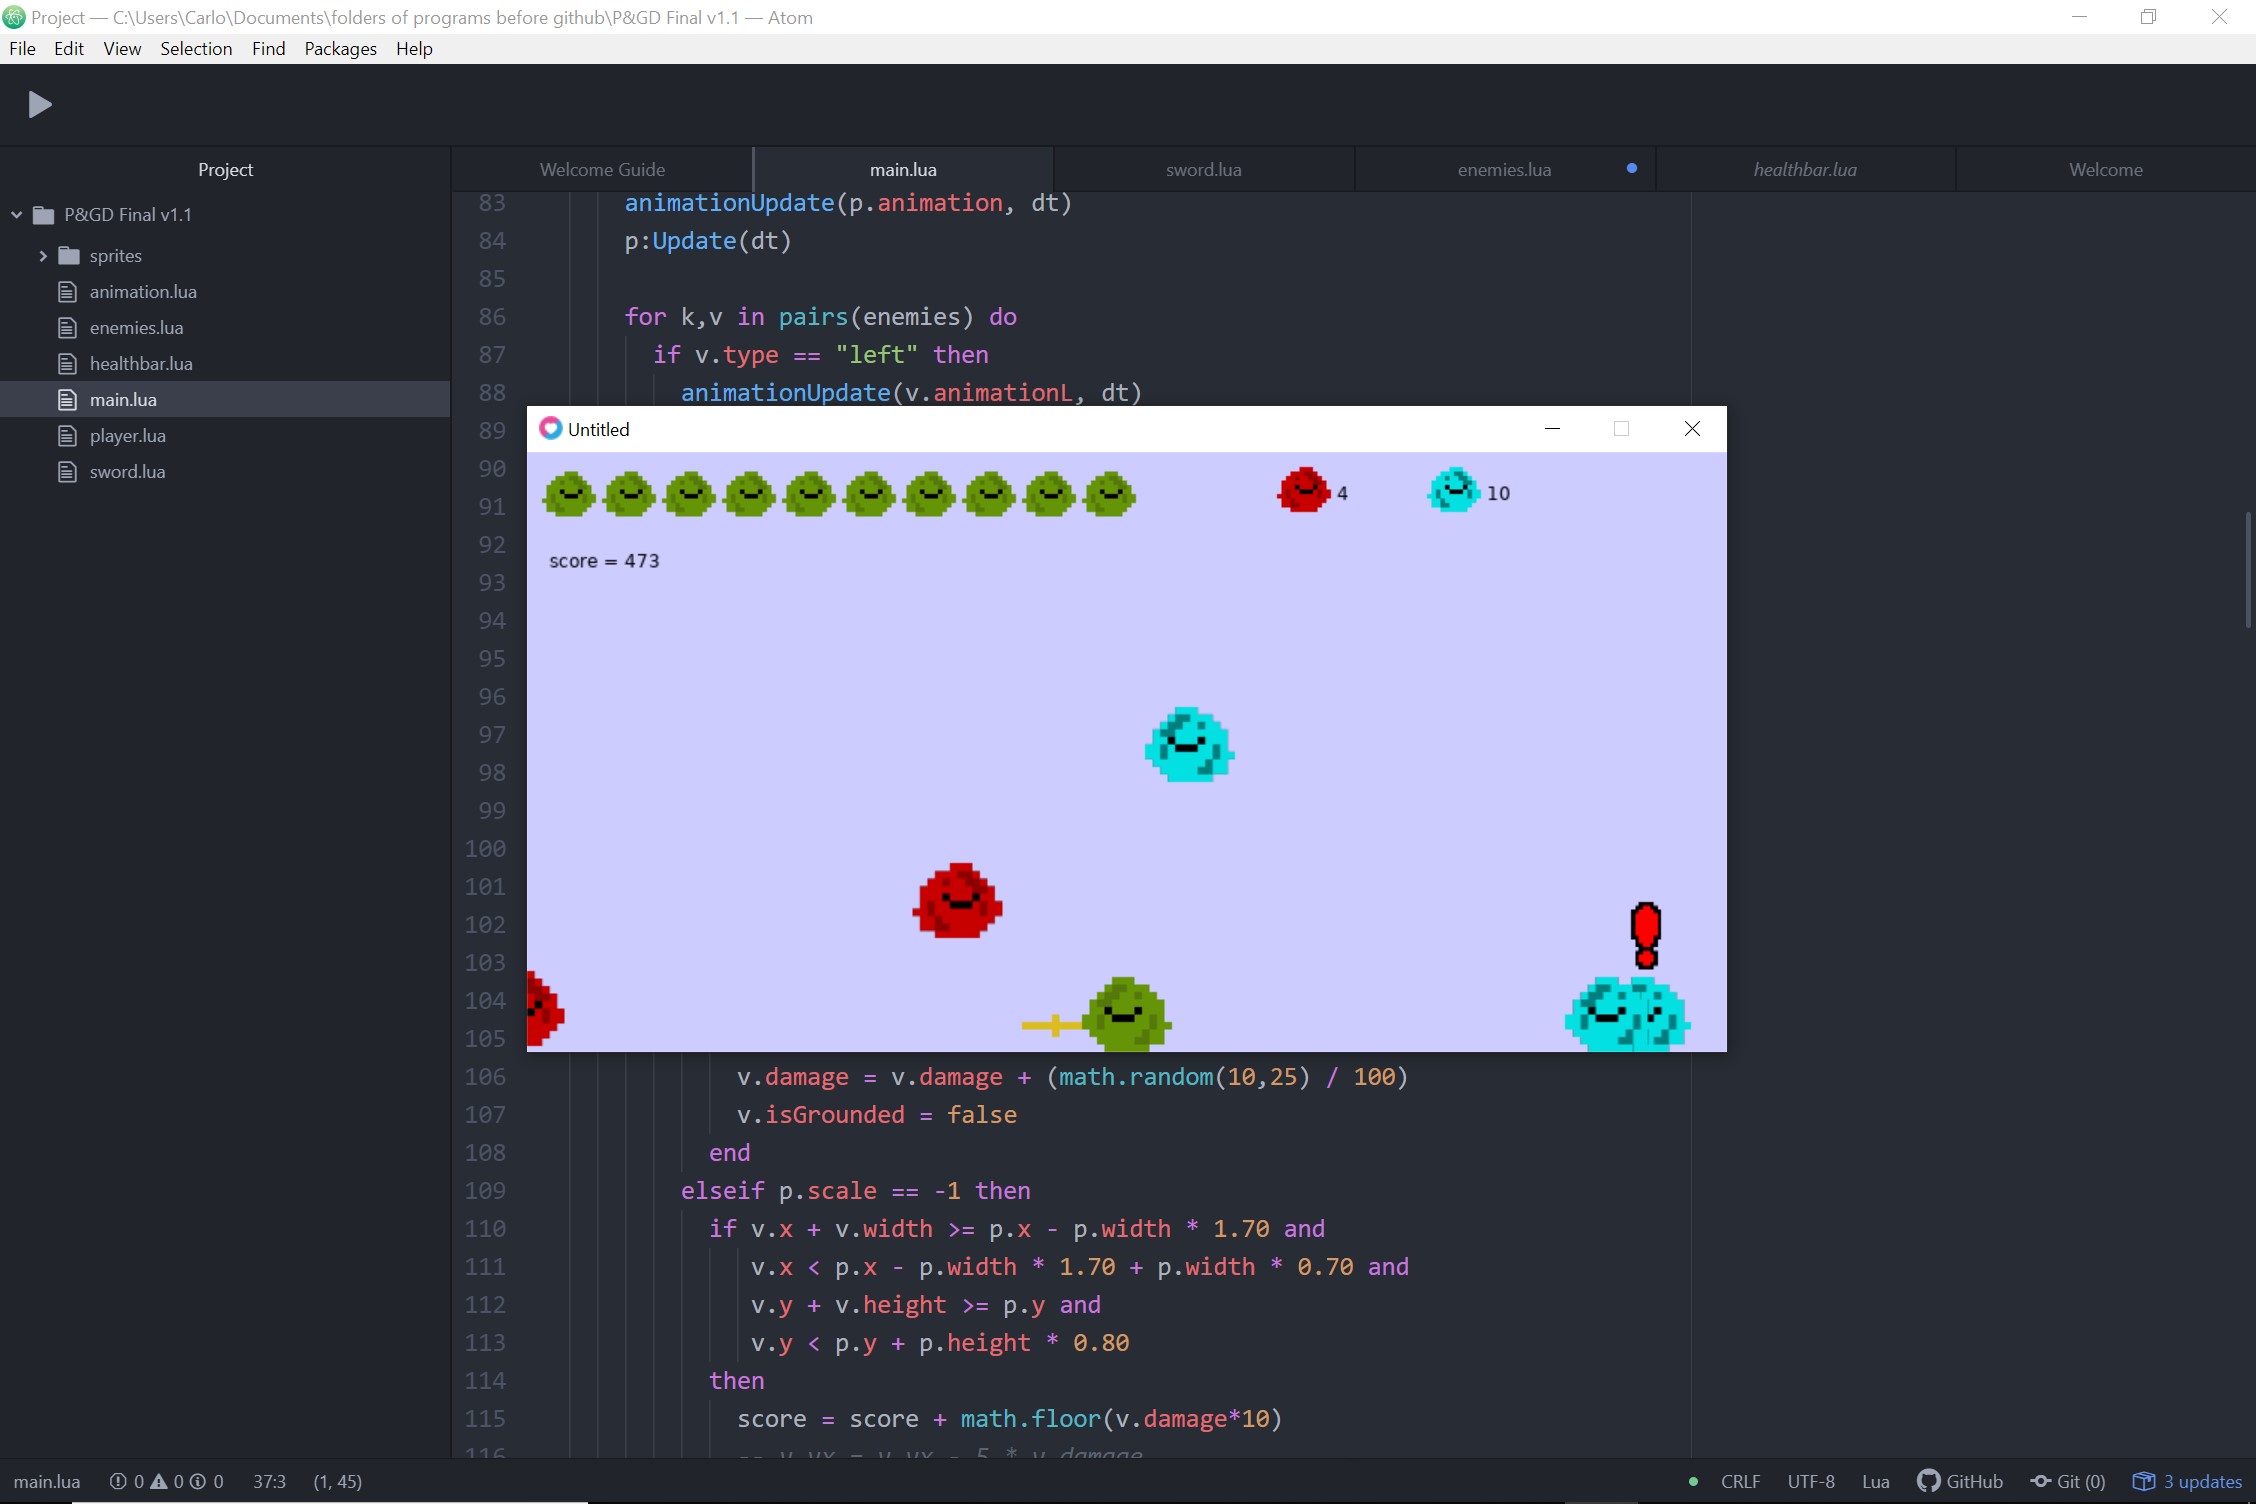 Project — C:\Users\Carlo\Documents\folders of programs before github\P&GD Final v1.1 — Atom
File Edit View Selection Find Packages Help
Project
P&GD Final v1.1
sprites
animation.lua
enemies.lua
healthbar.lua
main.lua
player.lua
sword.lua
Welcome Guide main.lua sword.lua enemies.lua healthbar.lua Welcome
83 animationUpdate(p.animation, dt)
84 p:Update(dt)
85
86 for k,v in pairs(enemies) do
87 if v.type == "left" then
88 animationUpdate(v.animationL, dt)
89
90
91
92
93
94
95
96
97
98
99
100
101
102
103
104
105
Untitled
4 10
score = 473
106 v.damage = v.damage + (math.random(10,25) / 100)
107 v.isGrounded = false
108 end
109 elseif p.scale == -1 then
110 if v.x + v.width >= p.x - p.width * 1.70 and
111 v.x < p.x - p.width * 1.70 + p.width * 0.70 and
112 v.y + v.height >= p.y and
113 v.y < p.y + p.height * 0.80
114 then
115 score = score + math.floor(v.damage*10)
116 -- v.vx = v.vx - 5 * v.damage
main.lua 0 0 0 37:3 (1, 45) CRLF UTF-8 Lua GitHub Git (0) 3 updates